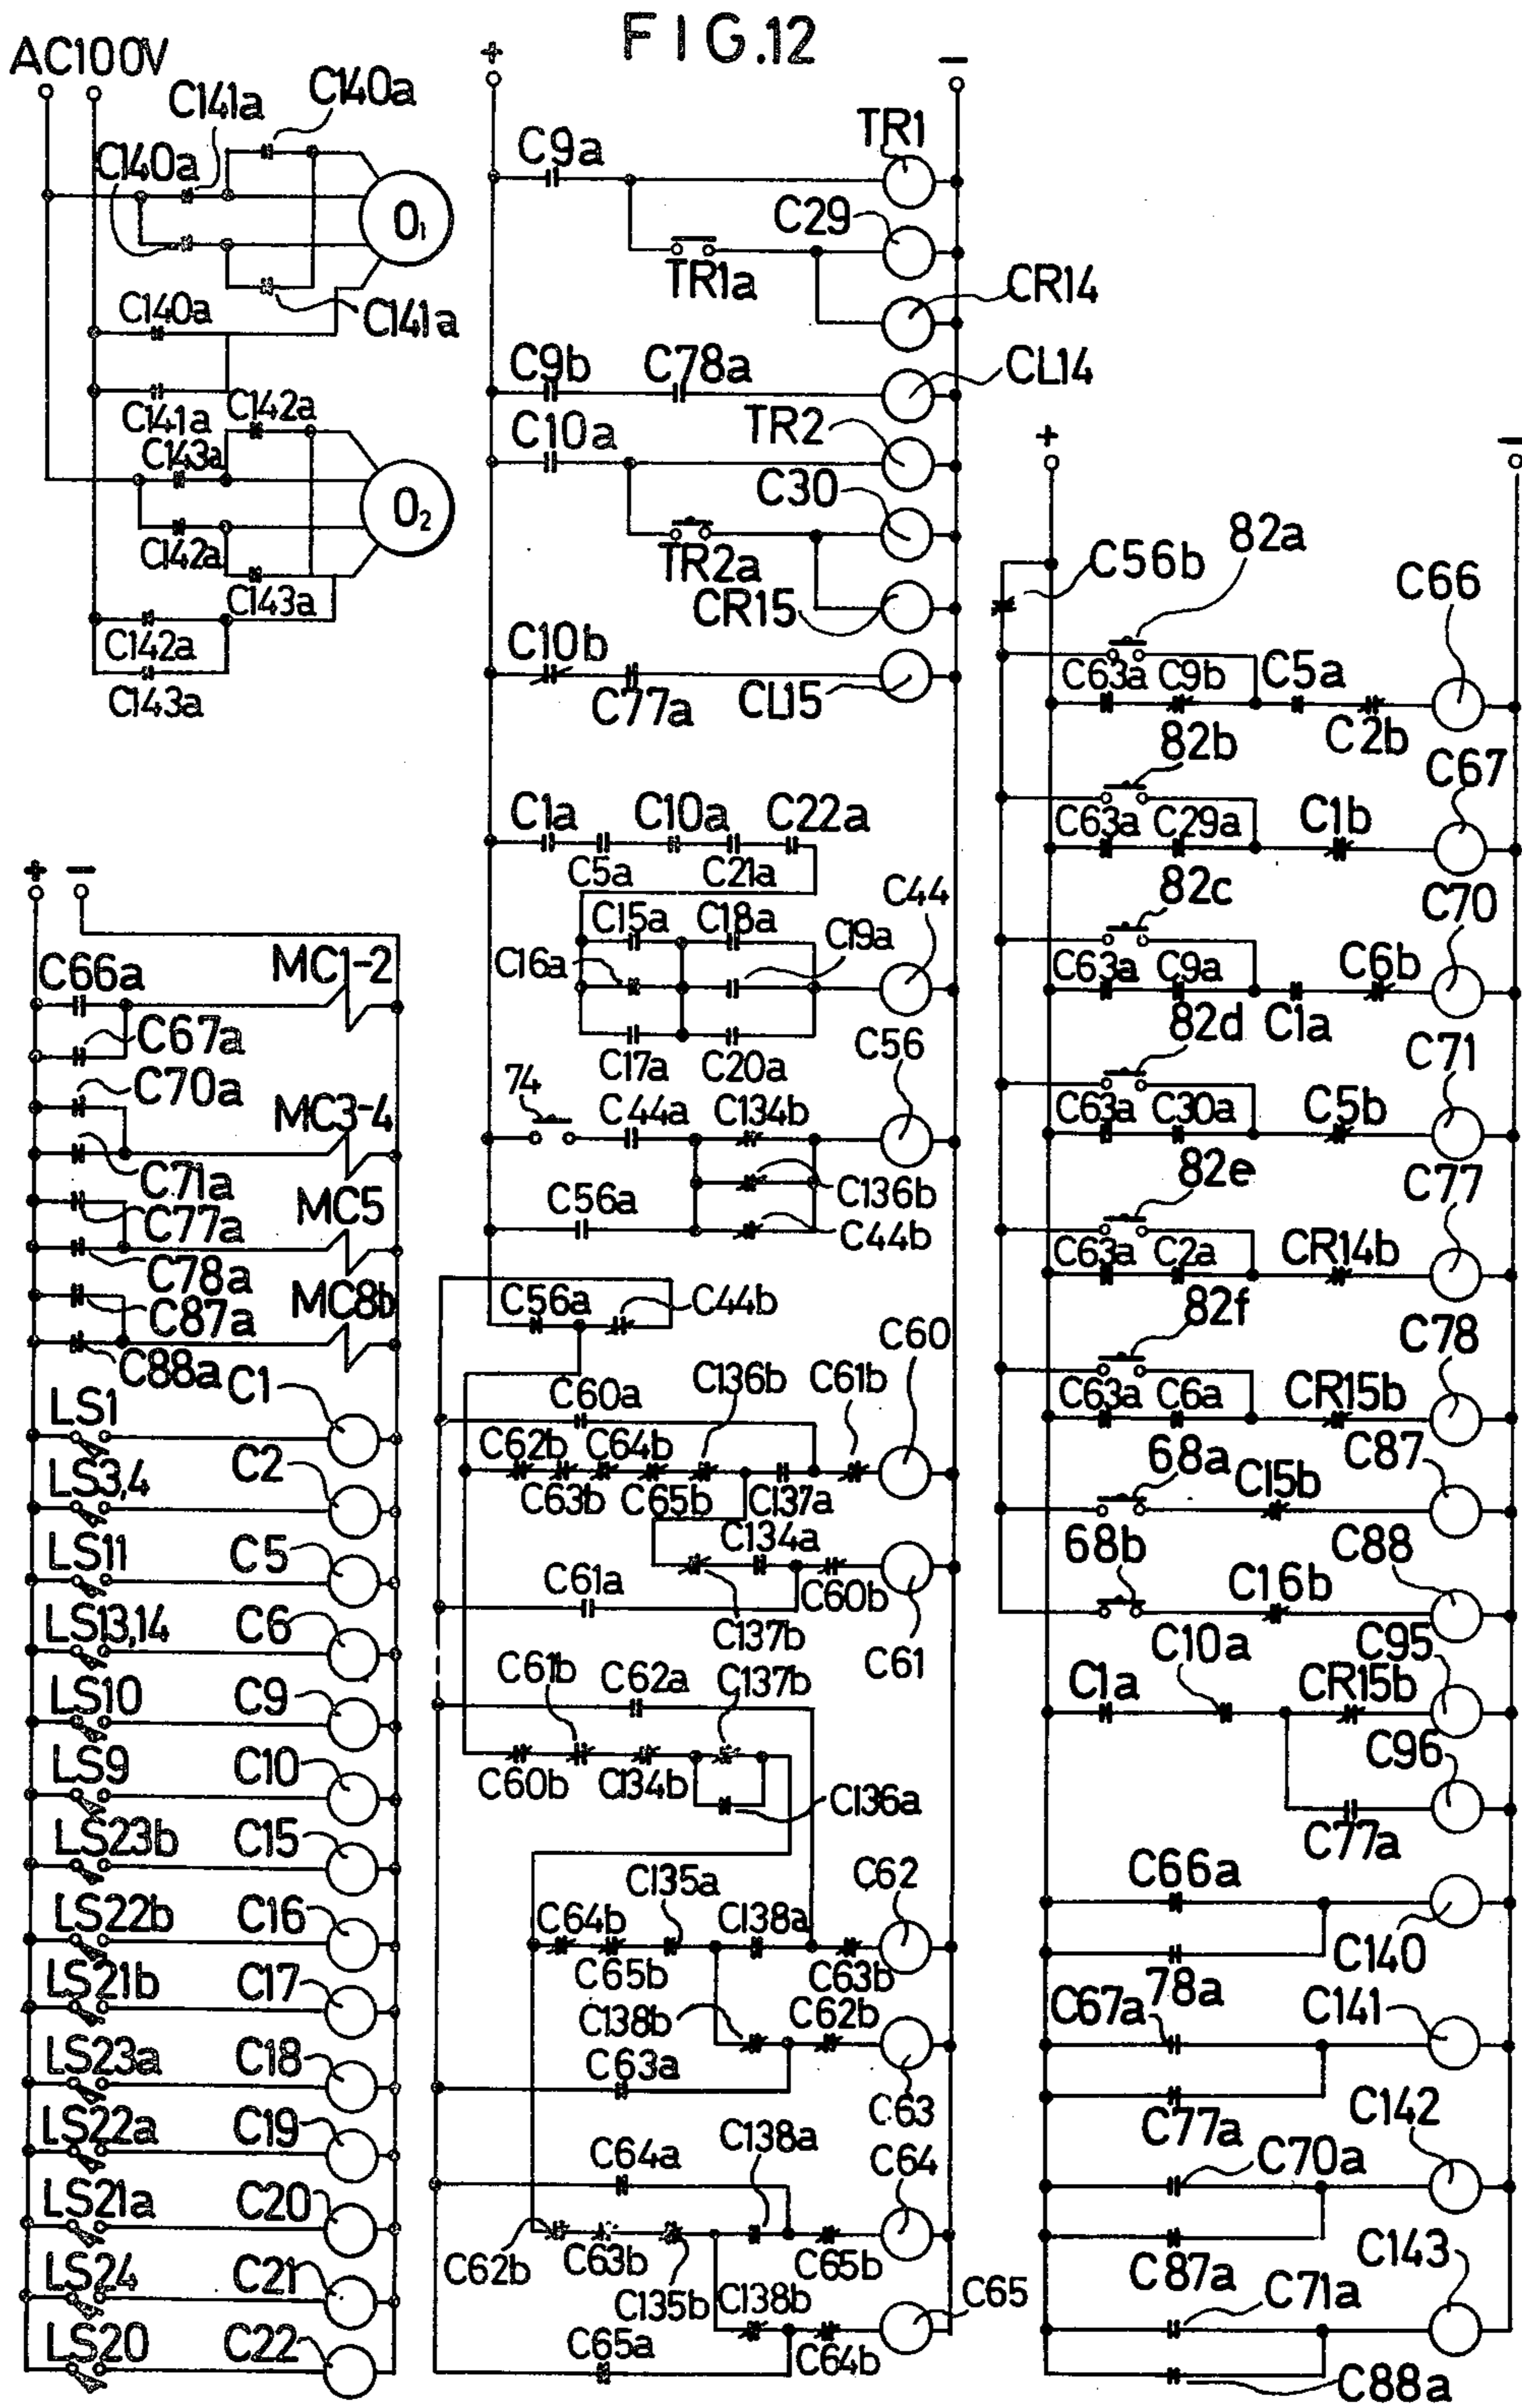 FIG.12
AC100V
C141a
C140a
C140a
O₁
C140a
C141a
C141a
C142a
C143a
O₂
C142a
C143a
C142a
C143a
+
−
C66a
MC1-2
C67a
C70a
MC3-4
C71a
C77a
MC5
C78a
C87a
MC8b
C88a
LS1
C1
LS3,4
C2
LS11
C5
LS13,14
C6
LS10
C9
LS9
C10
LS23b
C15
LS22b
C16
LS21b
C17
LS23a
C18
LS22a
C19
LS21a
C20
LS24
C21
LS20
C22
+
−
C9a
TR1
C29
TR1a
CR14
C9b
C78a
CL14
C10a
TR2
C30
TR2a
CR15
C10b
C77a
CL15
C1a
C10a
C22a
C5a
C21a
C15a
C18a
C19a
C44
C16a
C17a
C20a
C56
74
C44a
C134b
C136b
C56a
C44b
C56a
C44b
C60
C60a
C136b
C61b
C62b
C64b
C63b
C65b
C137a
C134a
C61a
C60b
C137b
C61
C61b
C62a
C137b
C60b
C134b
C136a
C135a
C62
C64b
C138a
C65b
C63b
C138b
C62b
C63a
C63
C64a
C138a
C64
C62b
C63b
C65b
C135b
C138b
C65
C65a
C64b
+
−
C56b
82a
C66
C63a
C9b
C5a
C2b
82b
C67
C63a
C29a
C1b
82c
C70
C63a
C9a
C6b
82d
C1a
C71
C63a
C30a
C5b
82e
C77
C63a
C2a
CR14b
82f
C78
C63a
C6a
CR15b
68a
C15b
C87
68b
C16b
C88
C10a
C95
C1a
CR15b
C96
C77a
C66a
C140
78a
C67a
C141
C77a
C142
C70a
C87a
C143
C71a
C88a